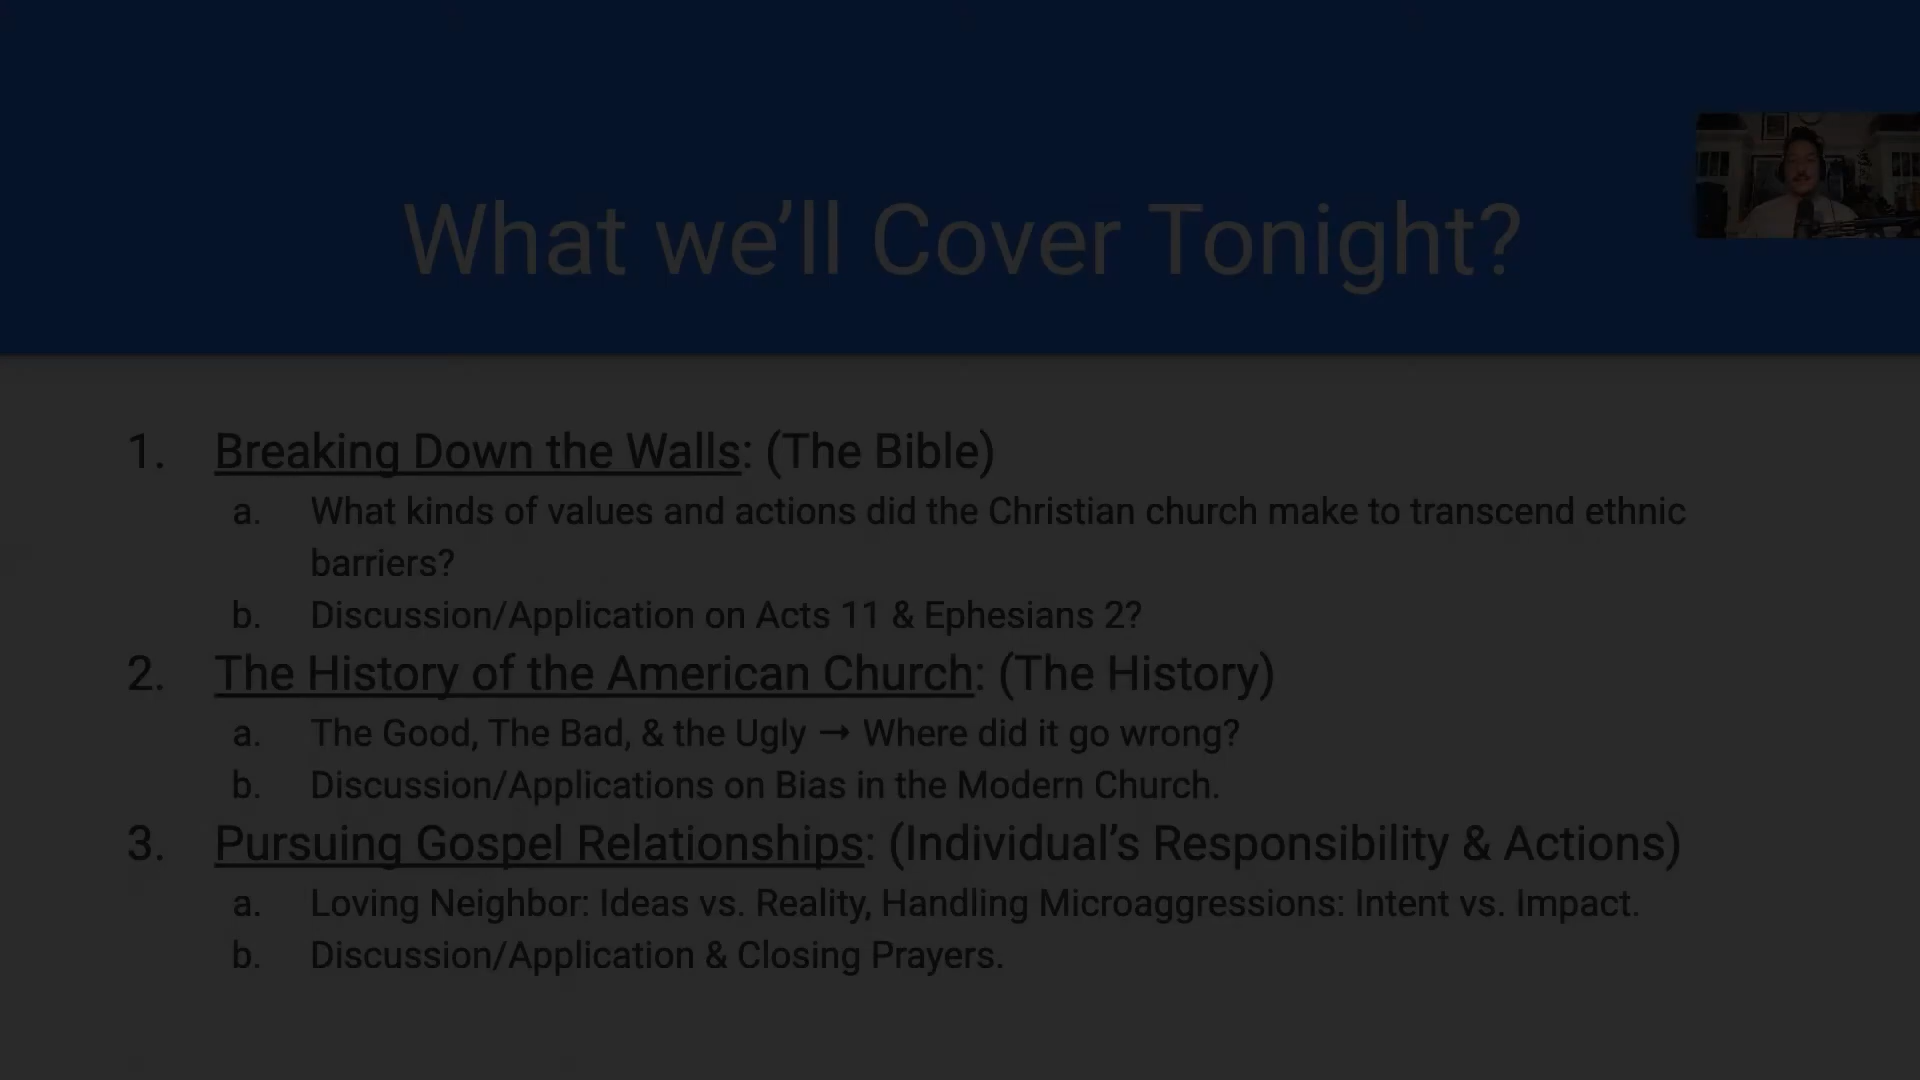 What we’ll Cover Tonight?
1. Breaking Down the Walls: (The Bible)
a. What kinds of values and actions did the Christian church make to transcend ethnic
barriers?
b. Discussion/Application on Acts 11 & Ephesians 2?
2. The History of the American Church: (The History)
a. The Good, The Bad, & the Ugly → Where did it go wrong?
b. Discussion/Applications on Bias in the Modern Church.
3. Pursuing Gospel Relationships: (Individual’s Responsibility & Actions)
a. Loving Neighbor: Ideas vs. Reality, Handling Microaggressions: Intent vs. Impact.
b. Discussion/Application & Closing Prayers.